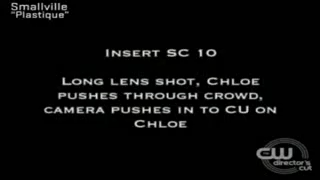 Smallville
"Plastique"
INSERT SC 10
LONG LENS SHOT, CHLOE
PUSHES THROUGH CROWD,
CAMERA PUSHES IN TO CU ON
CHLOE
CW
director's
cut